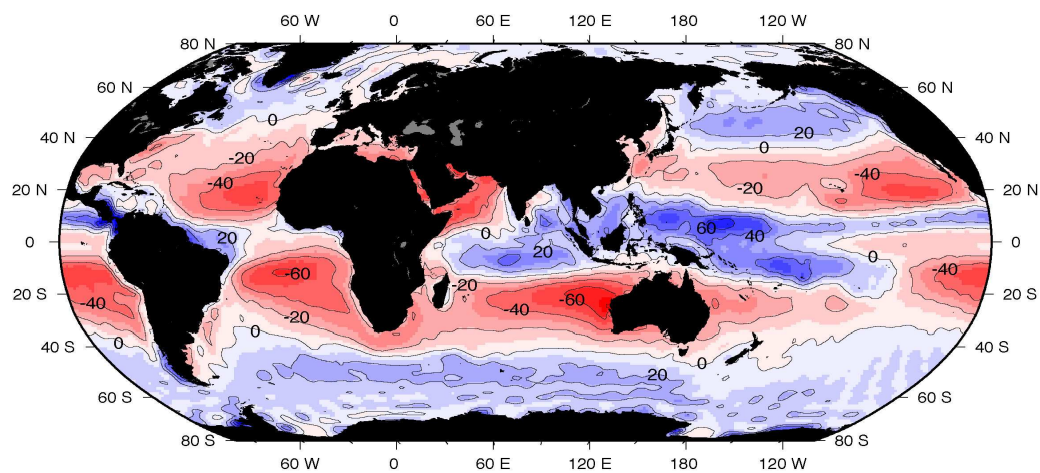 60 W 0 60 E 120 E 180 120 W
80 N 80 N
60 N 60 N
0 20
40 N 0 40 N
-20
-40 -20 -40
20 N 20 N
20 0 60 40
0 20 0 0
-60 -40
20 S -40 -20 -60 20 S
-20 -40
0 0
40 S 0 40 S
20
60 S 60 S
80 S 80 S
60 W 0 60 E 120 E 180 120 W